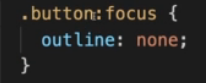 .button:focus {
  outline: none;
}